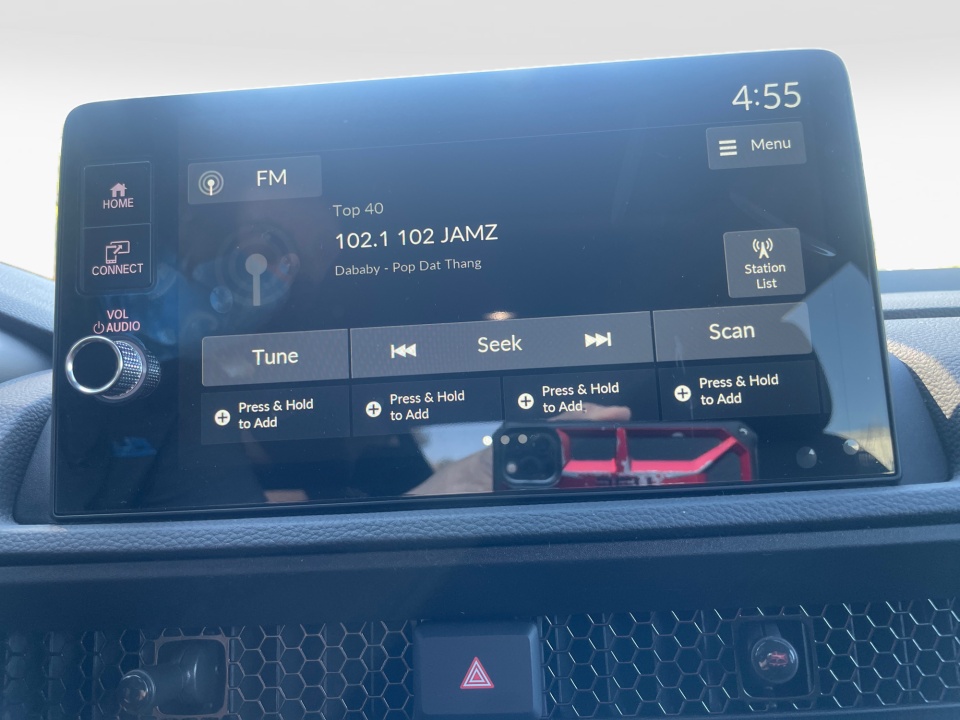 4:55
Menu
FM
HOME
CONNECT
VOL
AUDIO
Top 40
102.1 102 JAMZ
Dababy - Pop Dat Thang
Station
List
Tune
Seek
Scan
Press & Hold
to Add
Press & Hold
to Add
Press & Hold
to Add
Press & Hold
to Add